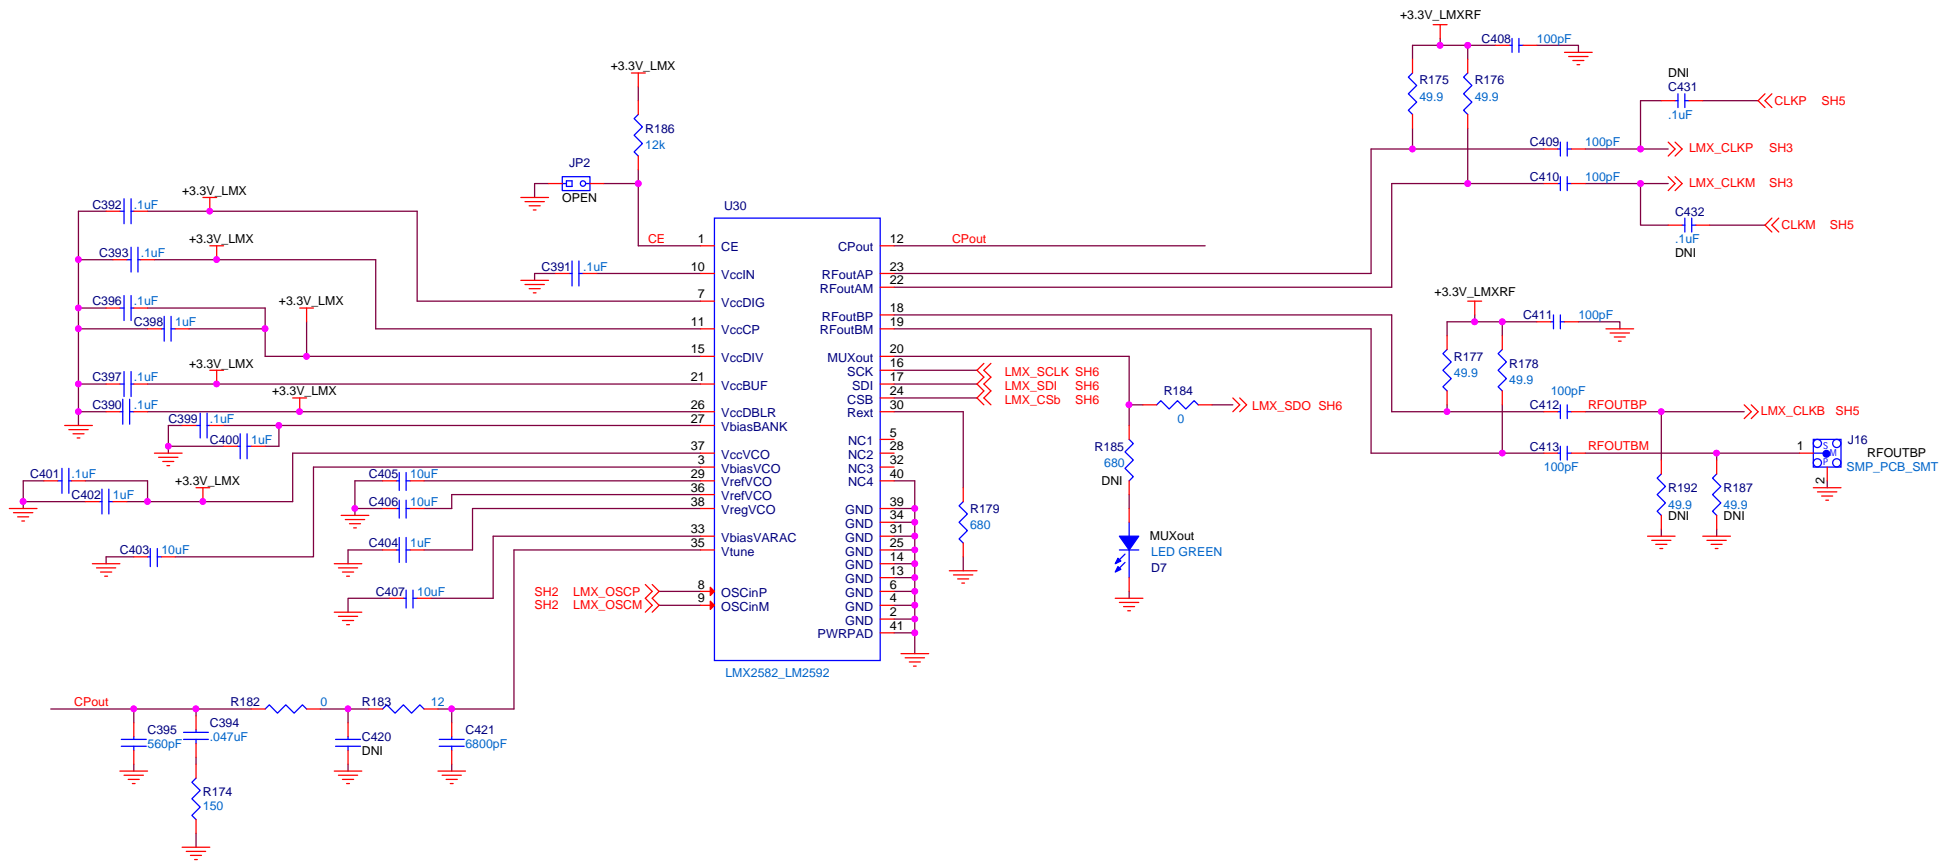 +3.3V_LMXRF
C408 100pF
R175
49.9
R176
49.9
DNI
C431
.1uF
CLKP SH5
C409 100pF
LMX_CLKP SH3
C410 100pF
LMX_CLKM SH3
C432
.1uF
DNI
CLKM SH5
+3.3V_LMX
R186
12k
JP2
OPEN
CE
C392 .1uF
+3.3V_LMX
C393 .1uF
+3.3V_LMX
C396 .1uF
C398 1uF
+3.3V_LMX
C397 .1uF
+3.3V_LMX
C390 .1uF
+3.3V_LMX
C399 .1uF
C400 1uF
C401 .1uF
C402 1uF
+3.3V_LMX
C403 10uF
C405 10uF
C406 10uF
C404 1uF
C407 10uF
C391 .1uF
SH2 LMX_OSCP
SH2 LMX_OSCM
U30
1 CE
10 VccIN
7 VccDIG
11 VccCP
15 VccDIV
21 VccBUF
26 VccDBLR
27 VbiasBANK
37 VccVCO
3 VbiasVCO
29 VrefVCO
36 VrefVCO
38 VregVCO
33 VbiasVARAC
35 Vtune
8 OSCinP
9 OSCinM
CPout 12
RFoutAP 23
RFoutAM 22
RFoutBP 18
RFoutBM 19
MUXout 20
SCK 16
SDI 17
CSB 24
Rext 30
NC1 5
NC2 28
NC3 32
NC4 40
GND 39
GND 34
GND 31
GND 25
GND 14
GND 13
GND 6
GND 4
GND 2
PWRPAD 41
LMX2582_LM2592
CPout
LMX_SCLK SH6
LMX_SDI SH6
LMX_CSb SH6
R184
0
LMX_SDO SH6
R185
680
DNI
MUXout
LED GREEN
D7
R179
680
+3.3V_LMXRF
C411 100pF
R177
49.9
R178
49.9
100pF
C412 RFOUTBP
LMX_CLKB SH5
C413 RFOUTBM
100pF
R192
49.9
DNI
R187
49.9
DNI
1
2
S
M
P
J16
RFOUTBP
SMP_PCB_SMT
CPout
R182 0
R183 12
C395
560pF
C394
.047uF
C420
DNI
C421
6800pF
R174
150